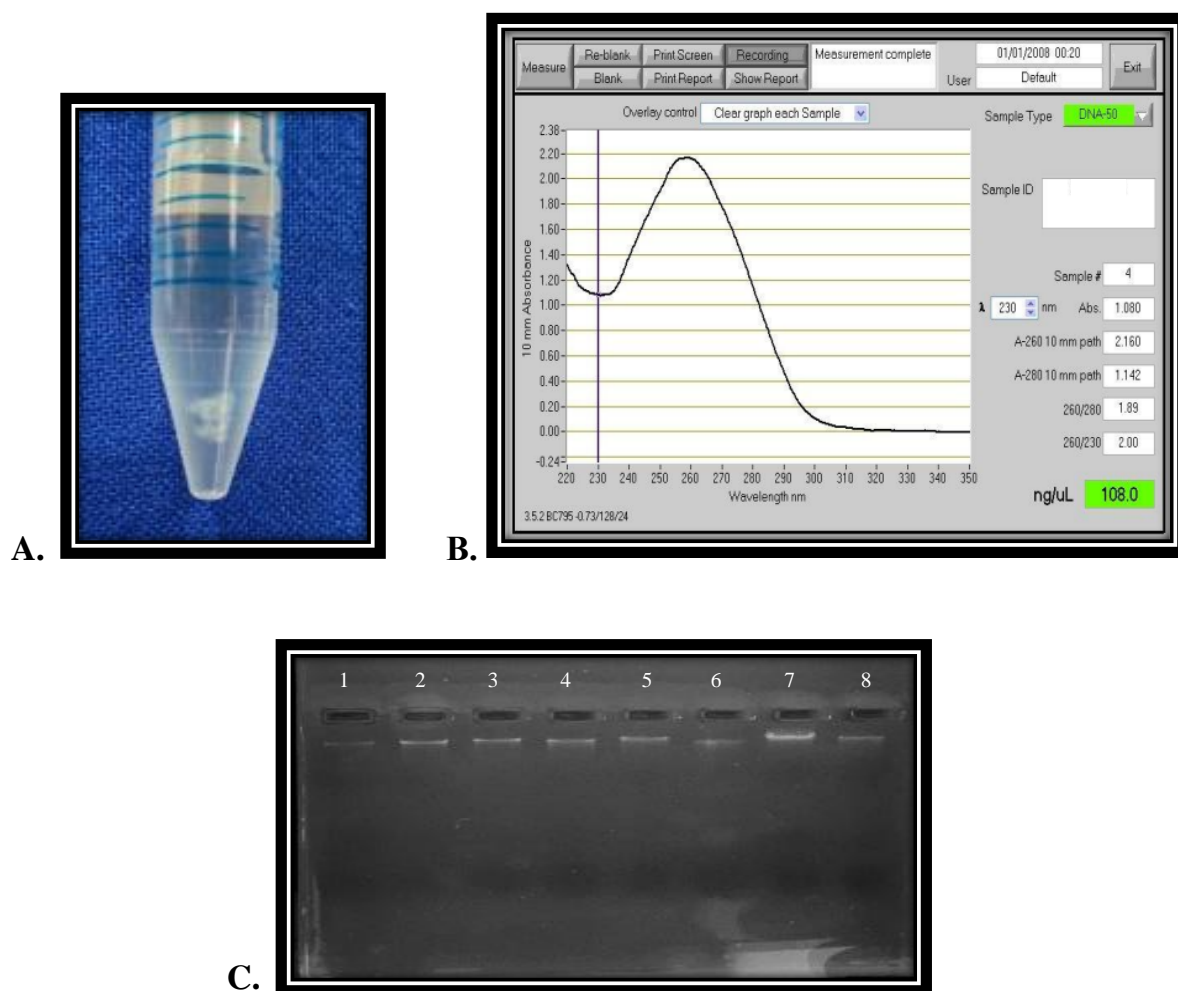 Measure
Re-blank
Print Screen
Recording
Measurement complete
01/01/2008 00:20
Exit
Blank
Print Report
Show Report
User
Default
Overlay control
Clear graph each Sample
Sample Type
DNA-50
2.38
2.20
2.00
1.80
1.60
1.40
1.20
1.00
0.80
0.60
0.40
0.20
0.00
-0.24
10 mm Absorbance
220 230 240 250 260 270 280 290 300 310 320 330 340 350
Wavelength nm
3.5.2 BC795 -0.73/128/24
Sample ID
Sample # 4
λ 230 nm Abs. 1.080
A-260 10 mm path 2.160
A-280 10 mm path 1.142
260/280 1.89
260/230 2.00
ng/uL 108.0
A.
B.
1 2 3 4 5 6 7 8
C.